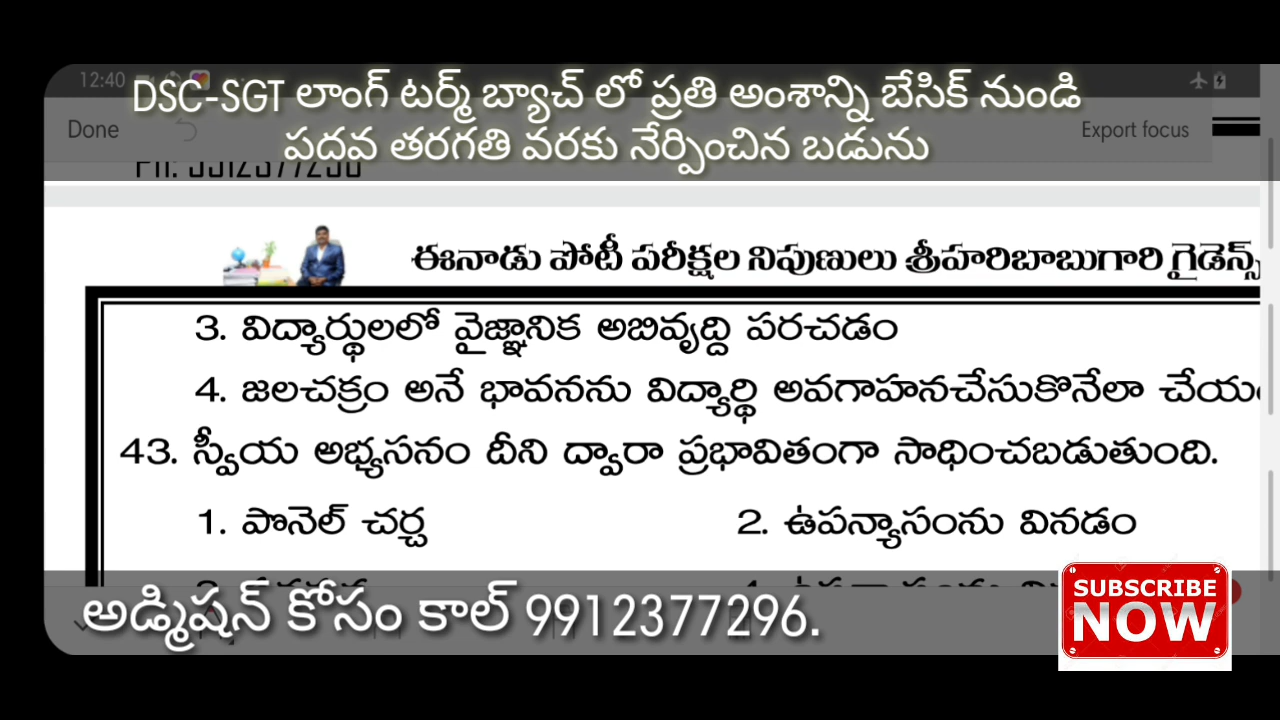 12:40
DSC-SGT లాంగ్ టర్మ్ బ్యాచ్ లో ప్రతి అంశాన్ని బేసిక్ నుండి
Done
Export focus
పదవ తరగతి వరకు నేర్పించిన బడును
ఈనాడు పోటీ పరీక్షల నిపుణులు శ్రీహరిబాబుగారి గైడెన్స్
3. విద్యార్థులలో వైజ్ఞానిక అబివృద్ది పరచడం
4. జలచక్రం అనే భావనను విద్యార్థి అవగాహనచేసుకొనేలా
43. స్వీయ అభ్యసనం దీని ద్వారా ప్రభావితంగా సాధించబడుతుంది.
1. పానెల్ చర్చ 2. ఉపన్యాసంను వినడం
అడ్మిషన్ కోసం కాల్ 9912377296.
SUBSCRIBE
NOW